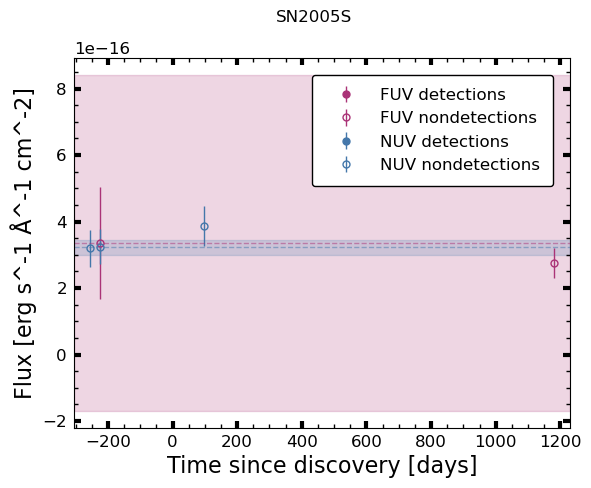 SN2005S
1e−16
8
6
4
2
0
−2
Flux [erg s^-1 Å^-1 cm^-2]
FUV detections
FUV nondetections
NUV detections
NUV nondetections
−200 0 200 400 600 800 1000 1200
Time since discovery [days]